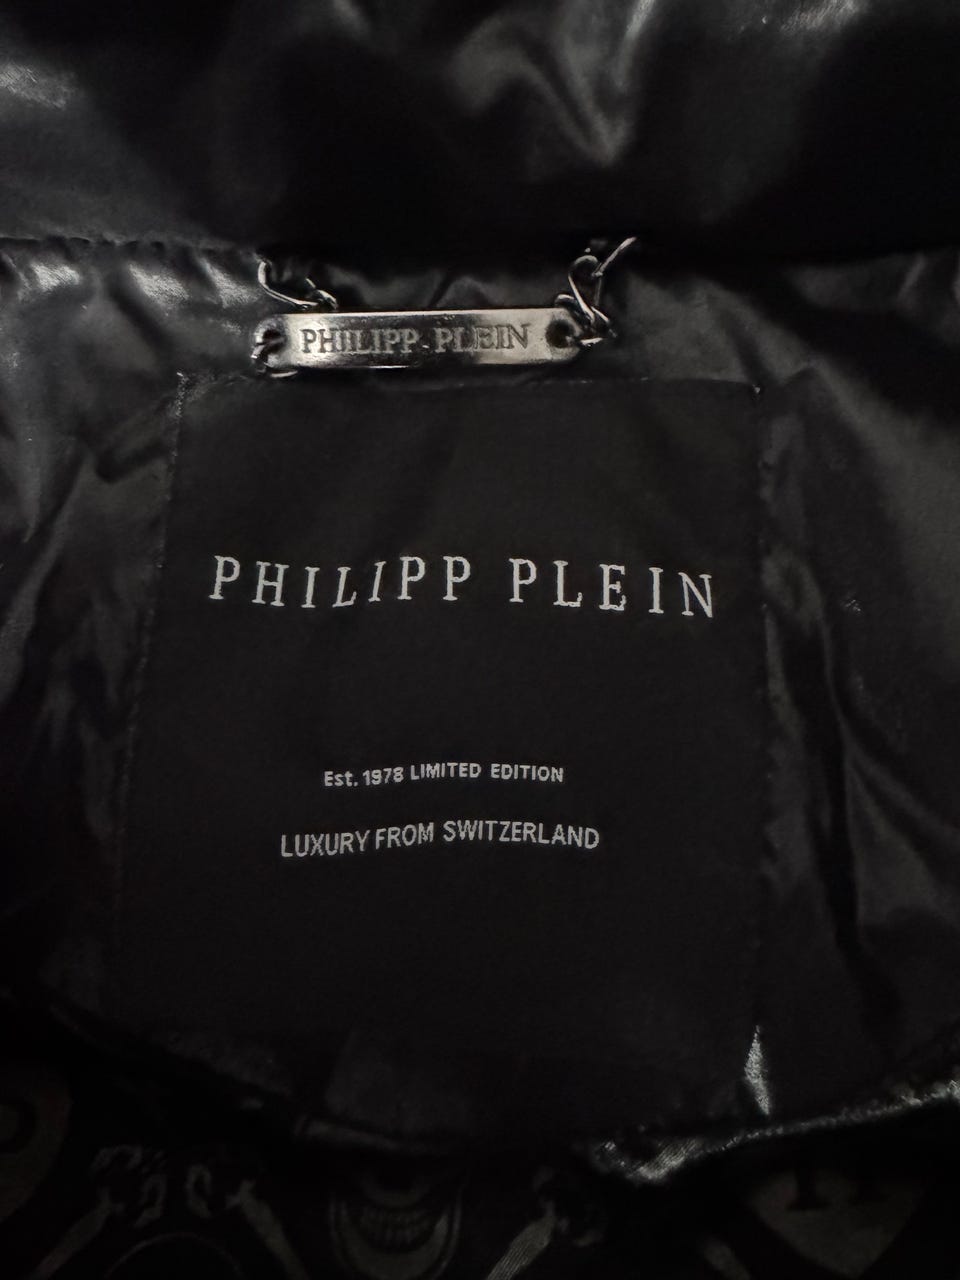 PHILIPP PLEIN
PHILIPP PLEIN
Est. 1978 LIMITED EDITION
LUXURY FROM SWITZERLAND